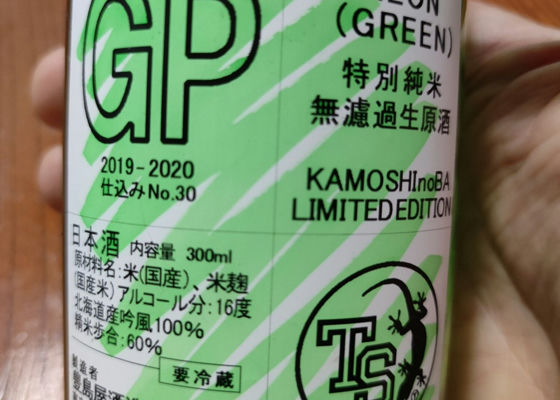 GP
(GREEN)
特別純米
無濾過生原酒
2019-2020
仕込みNo.30
KAMOSHInoBA
LIMITED EDITION
日本酒 内容量 300ml
原材料名:米(国産)、米麹
(国産米)アルコール分:16度
北海道産吟風100%
精米歩合:60%
要冷蔵
製造者
豊島屋酒造
TS